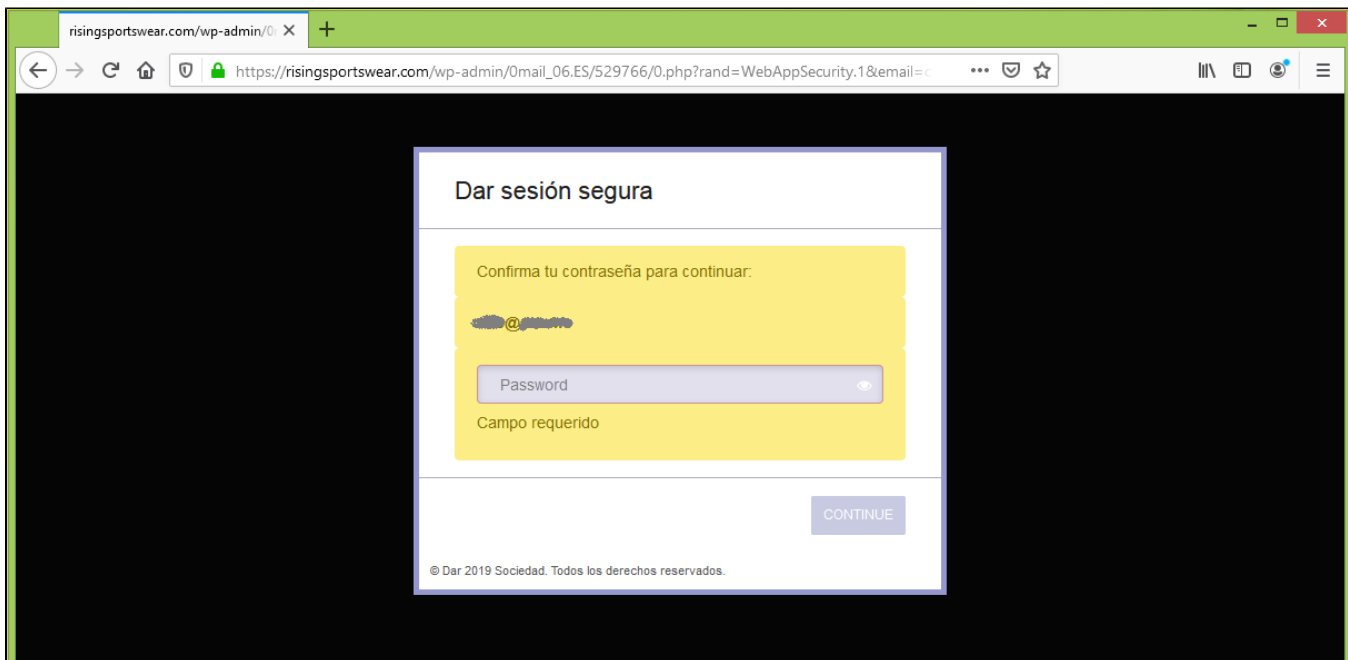 risingsportswear.com/wp-admin/0
https://risingsportswear.com/wp-admin/0mail_06.ES/529766/0.php?rand=WebAppSecurity.1&email=
Dar sesión segura
Confirma tu contraseña para continuar:
@
Password
Campo requerido
CONTINUE
© Dar 2019 Sociedad. Todos los derechos reservados.